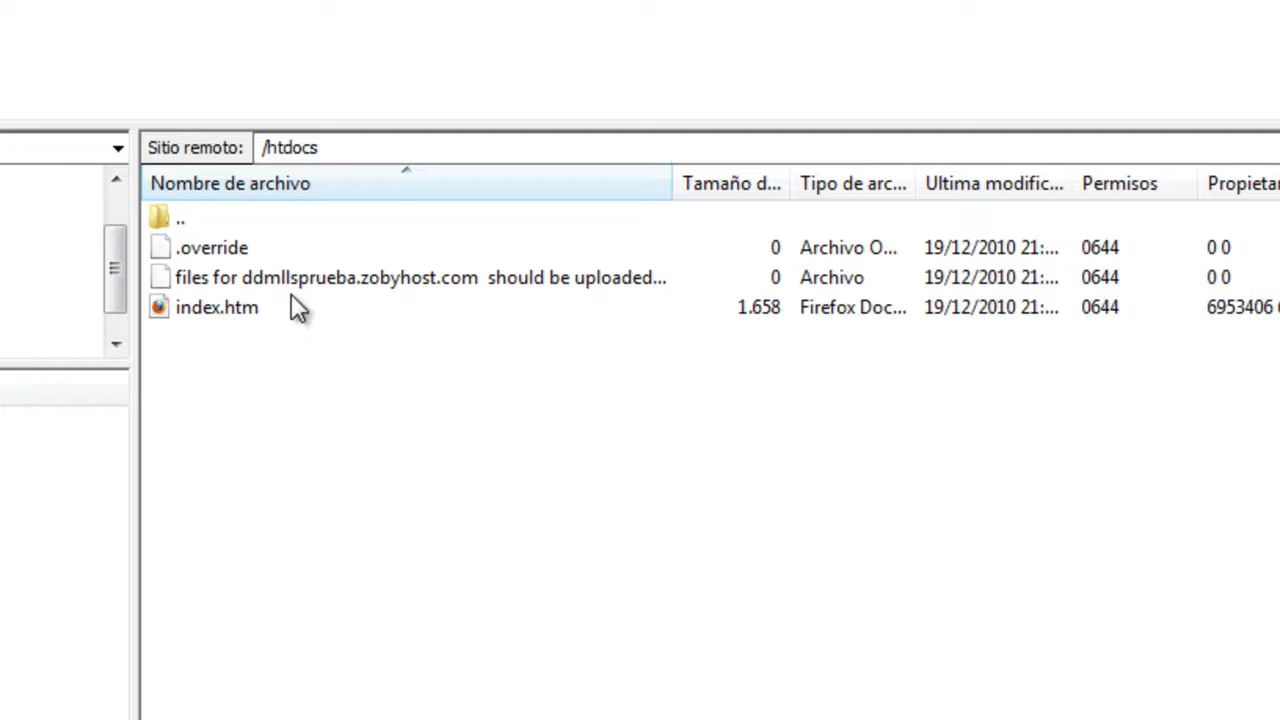 Sitio remoto: /htdocs
Nombre de archivo Tamaño d... Tipo de arc... Ultima modific... Permisos Propietar
..
.override 0 Archivo O... 19/12/2010 21:... 0644 0 0
files for ddmllsprueba.zobyhost.com should be uploaded... 0 Archivo 19/12/2010 21:... 0644 0 0
index.htm 1.658 Firefox Doc... 19/12/2010 21:... 0644 6953406